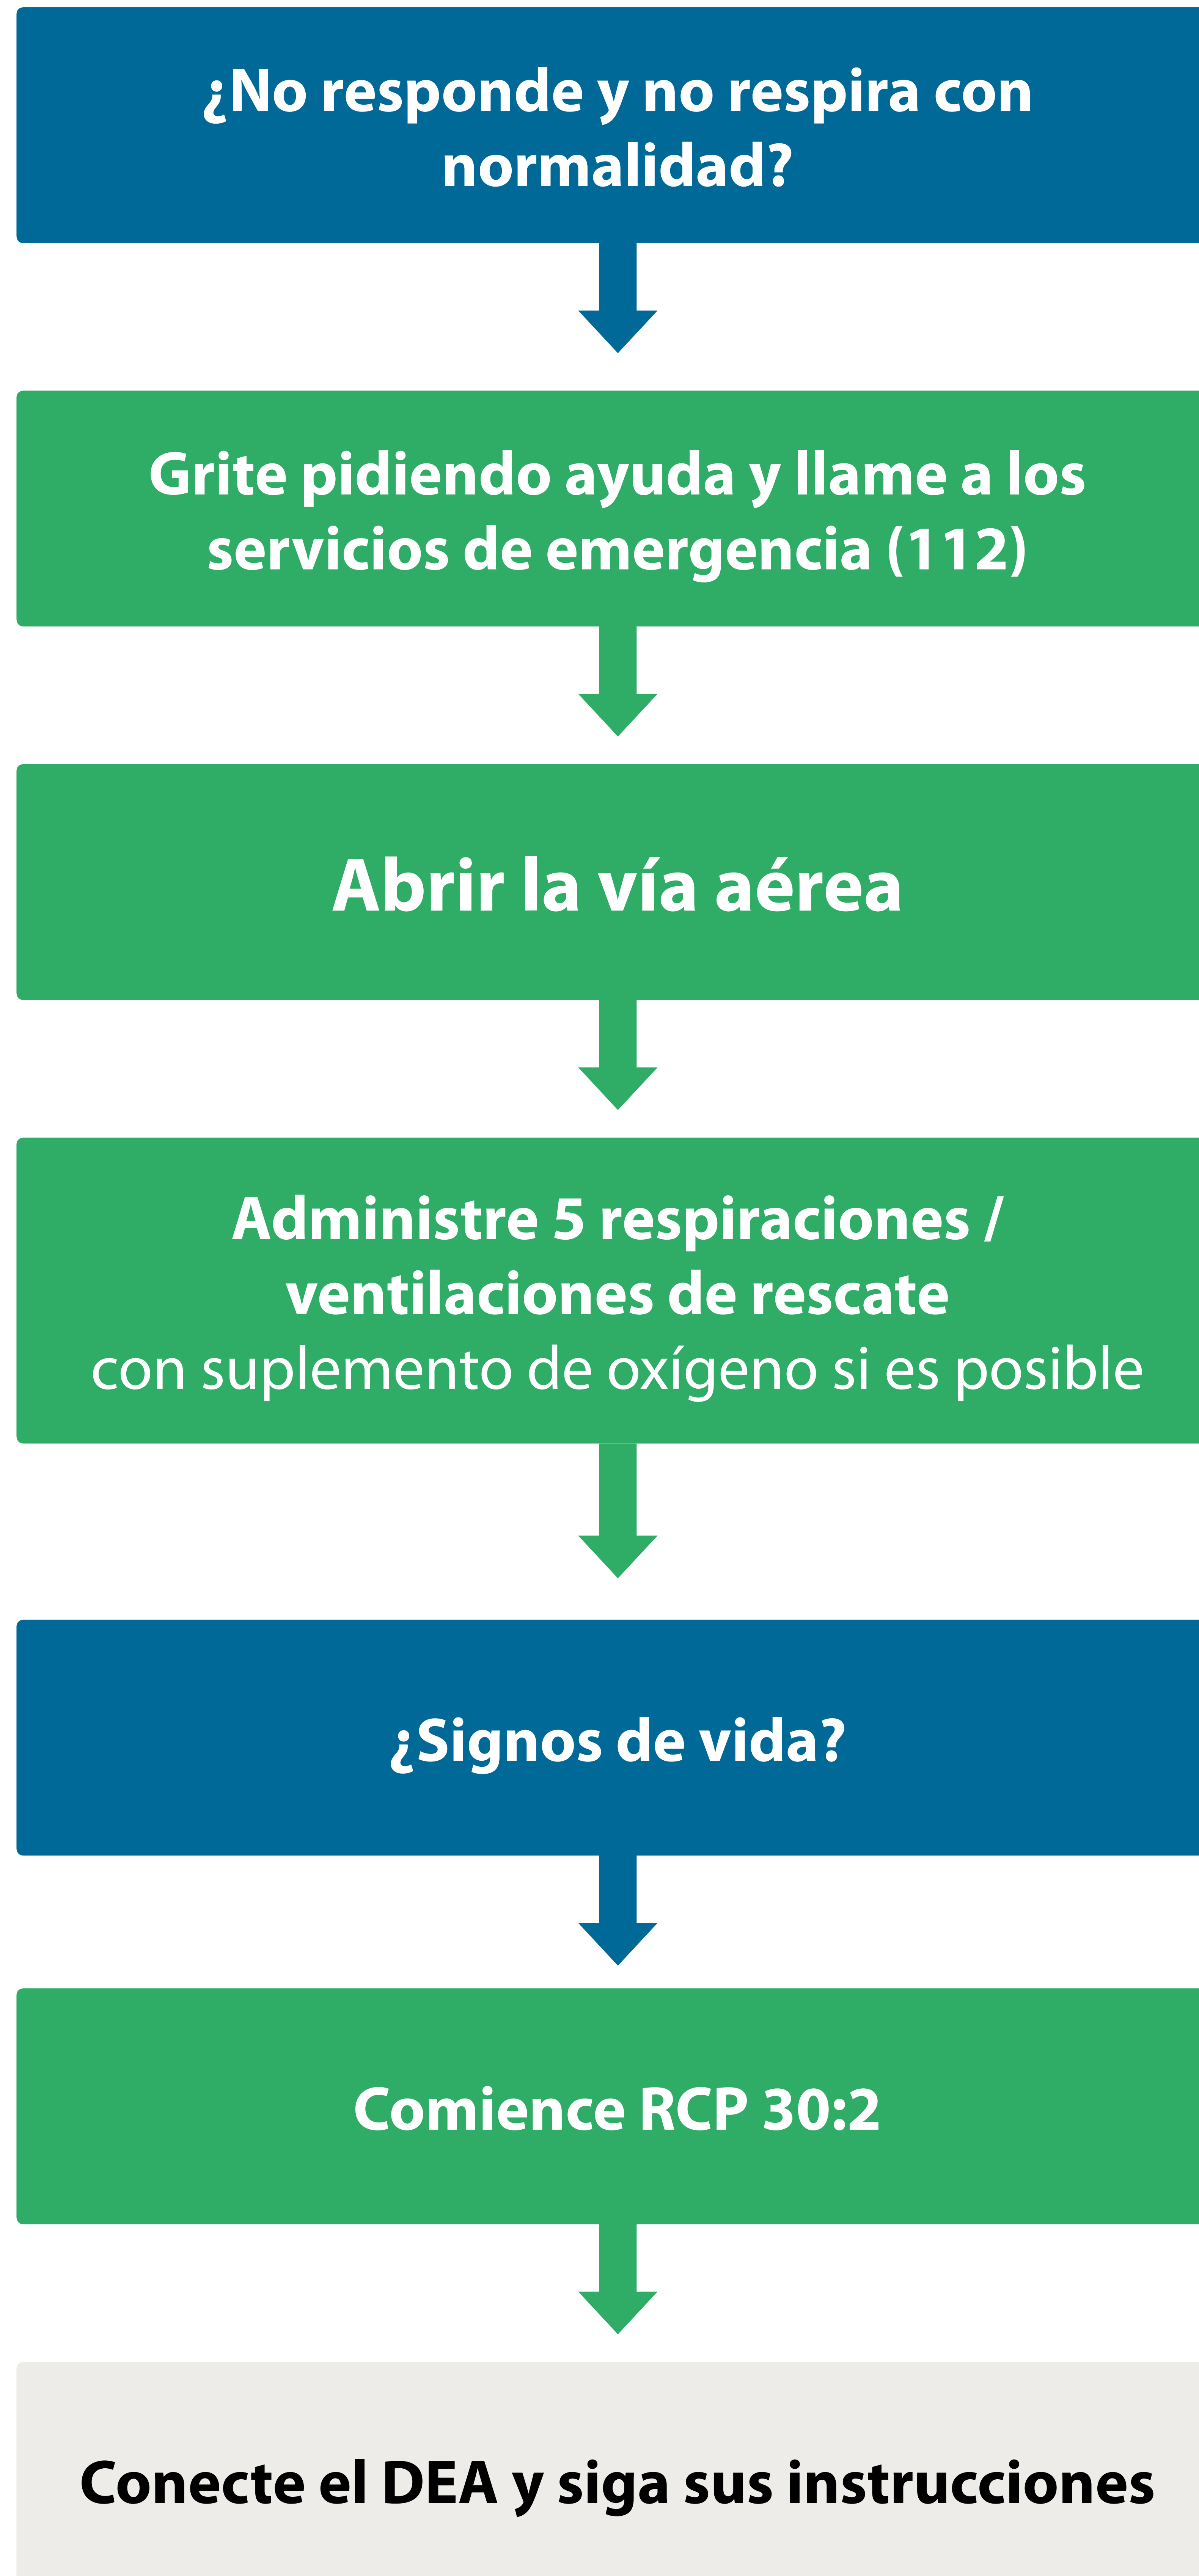 ¿No responde y no respira con
normalidad?
Grite pidiendo ayuda y llame a los
servicios de emergencia (112)
Abrir la vía aérea
Administre 5 respiraciones /
ventilaciones de rescate
con suplemento de oxígeno si es posible
¿Signos de vida?
Comience RCP 30:2
Conecte el DEA y siga sus instrucciones